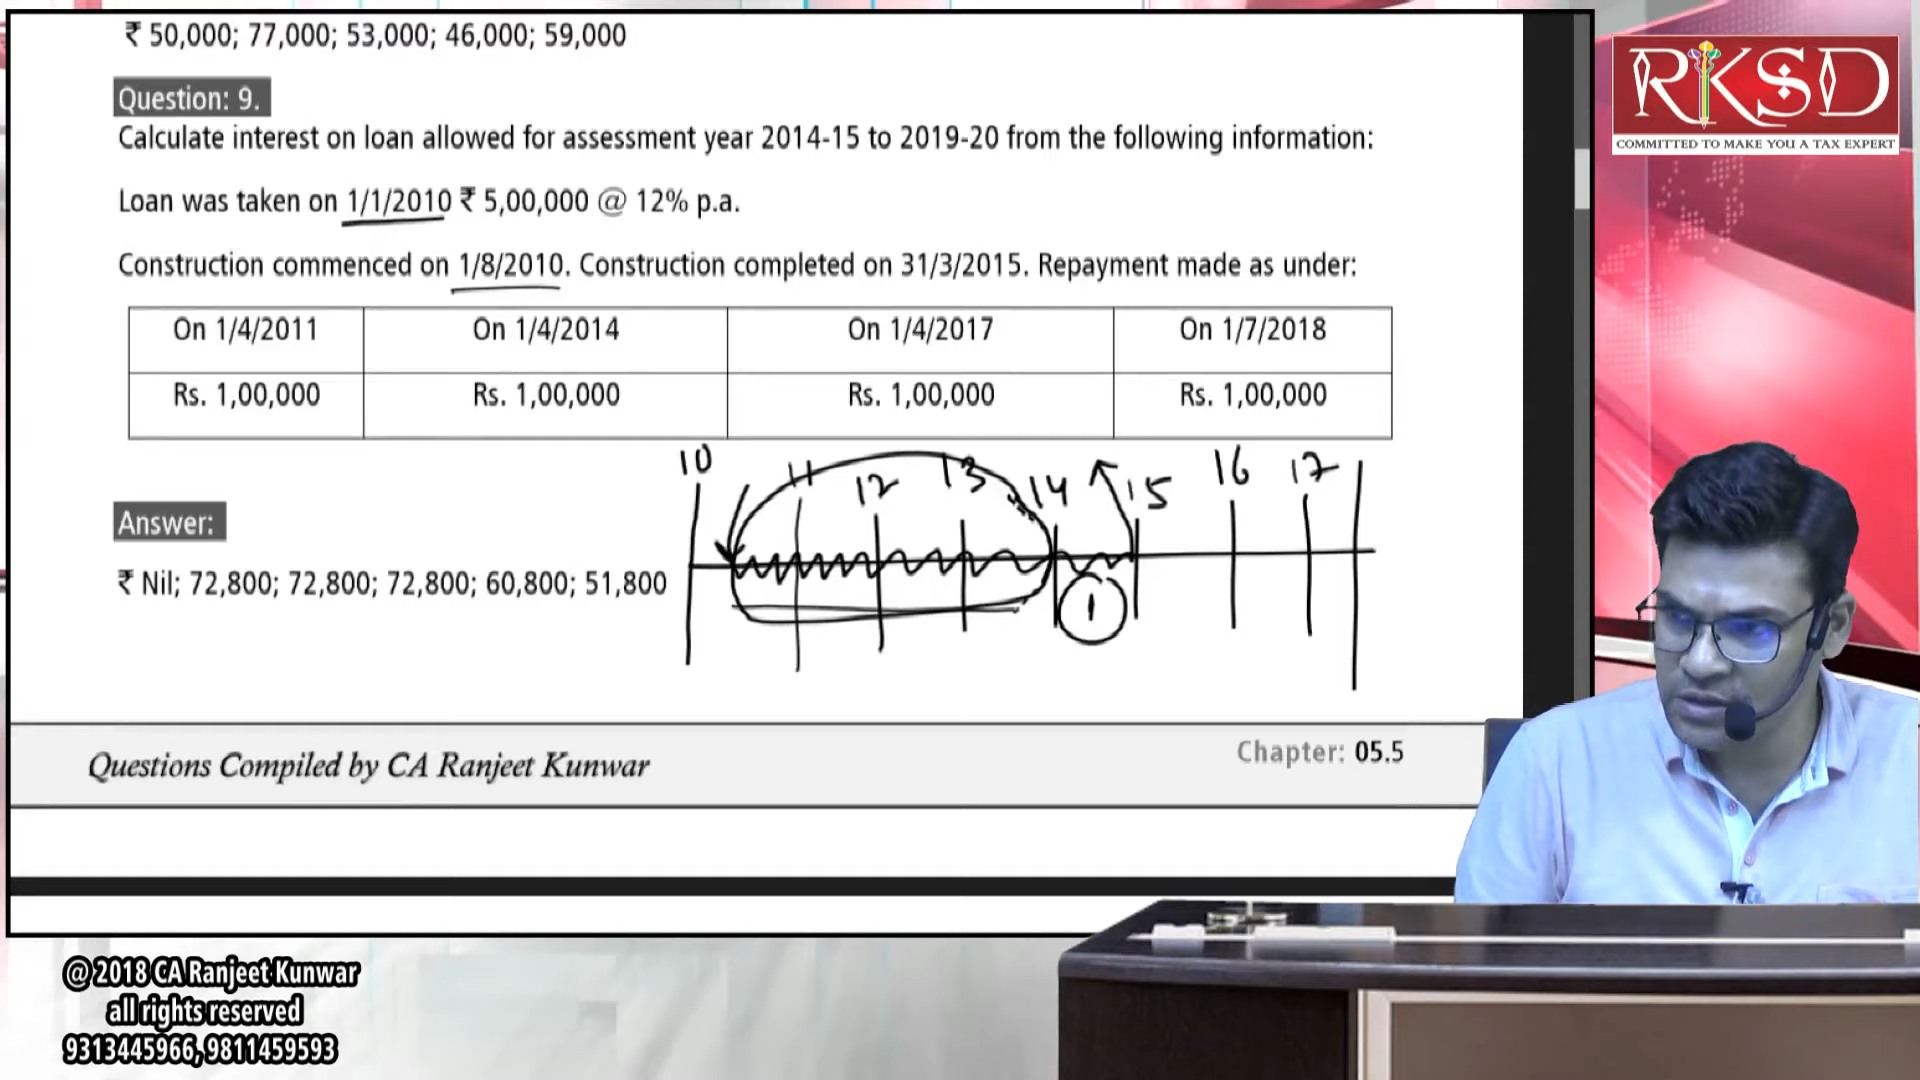 ₹ 50,000; 77,000; 53,000; 46,000; 59,000
RKSD
COMMITTED TO MAKE YOU A TAX EXPERT
Question: 9.
Calculate interest on loan allowed for assessment year 2014-15 to 2019-20 from the following information:
Loan was taken on 1/1/2010 ₹ 5,00,000 @ 12% p.a.
Construction commenced on 1/8/2010. Construction completed on 31/3/2015. Repayment made as under:
On 1/4/2011 On 1/4/2014 On 1/4/2017 On 1/7/2018
Rs. 1,00,000 Rs. 1,00,000 Rs. 1,00,000 Rs. 1,00,000
10 11 12 13 14 15 16 17
Answer:
₹ Nil; 72,800; 72,800; 72,800; 60,800; 51,800
1
Questions Compiled by CA Ranjeet Kunwar
Chapter: 05.5
@ 2018 CA Ranjeet Kunwar
all rights reserved
9313445966, 9811459593